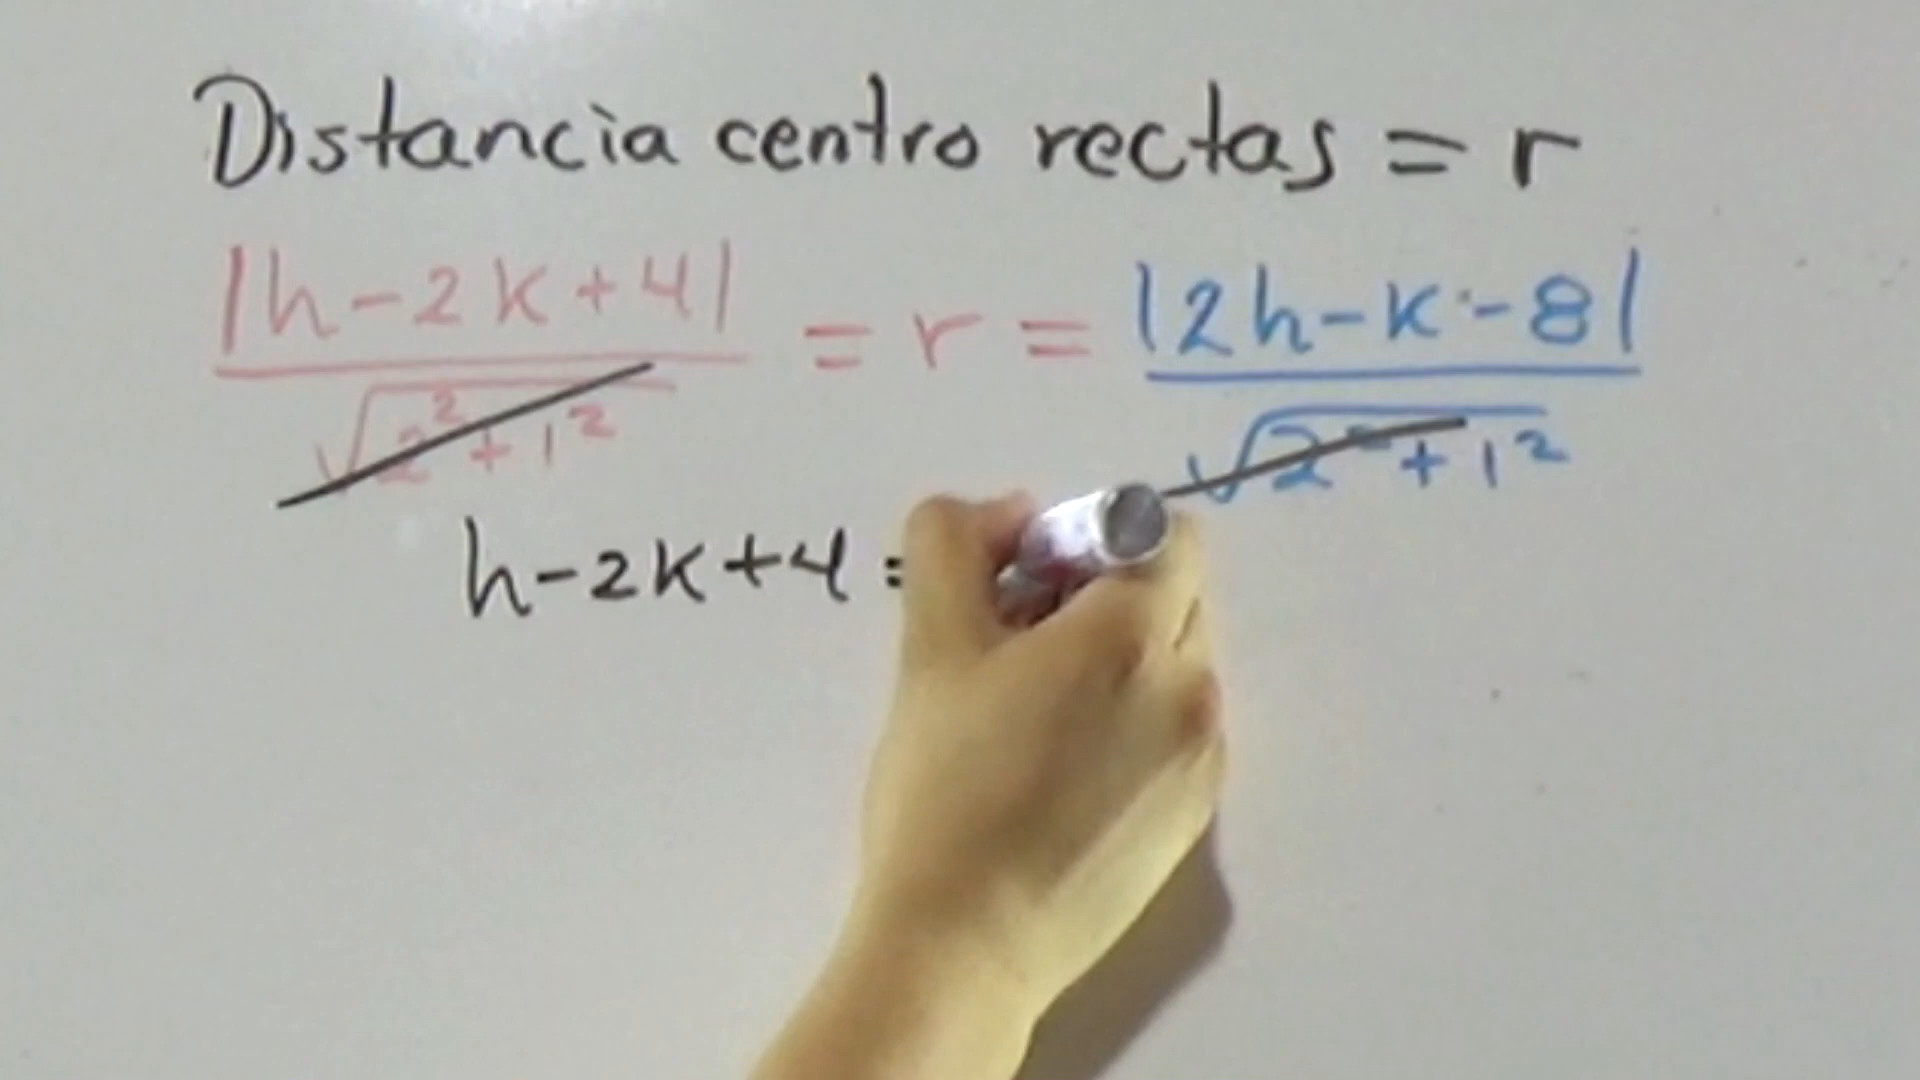 Distancia centro rectas = r
|h-2k+4| / √(2²+1²) = r = |2h-k-8| / √(2²+1²)
h-2k+4 =